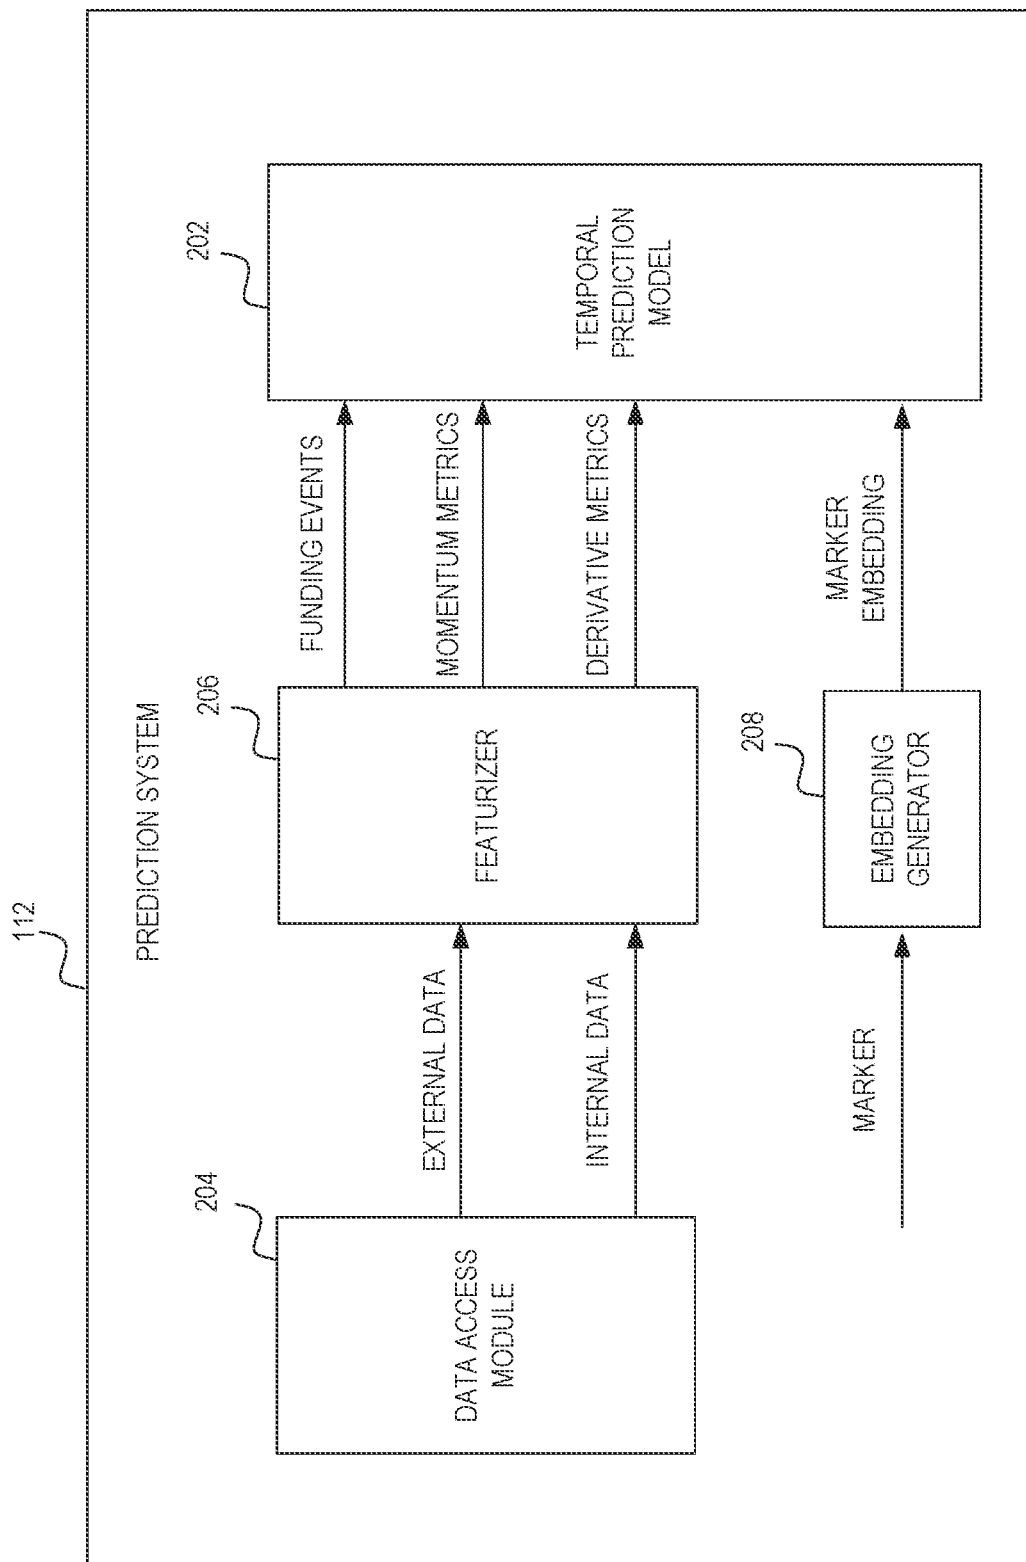 112
PREDICTION SYSTEM
204
DATA ACCESS
MODULE
EXTERNAL DATA
INTERNAL DATA
206
FEATURIZER
FUNDING EVENTS
MOMENTUM METRICS
DERIVATIVE METRICS
202
TEMPORAL
PREDICTION
MODEL
MARKER
208
EMBEDDING
GENERATOR
MARKER
EMBEDDING